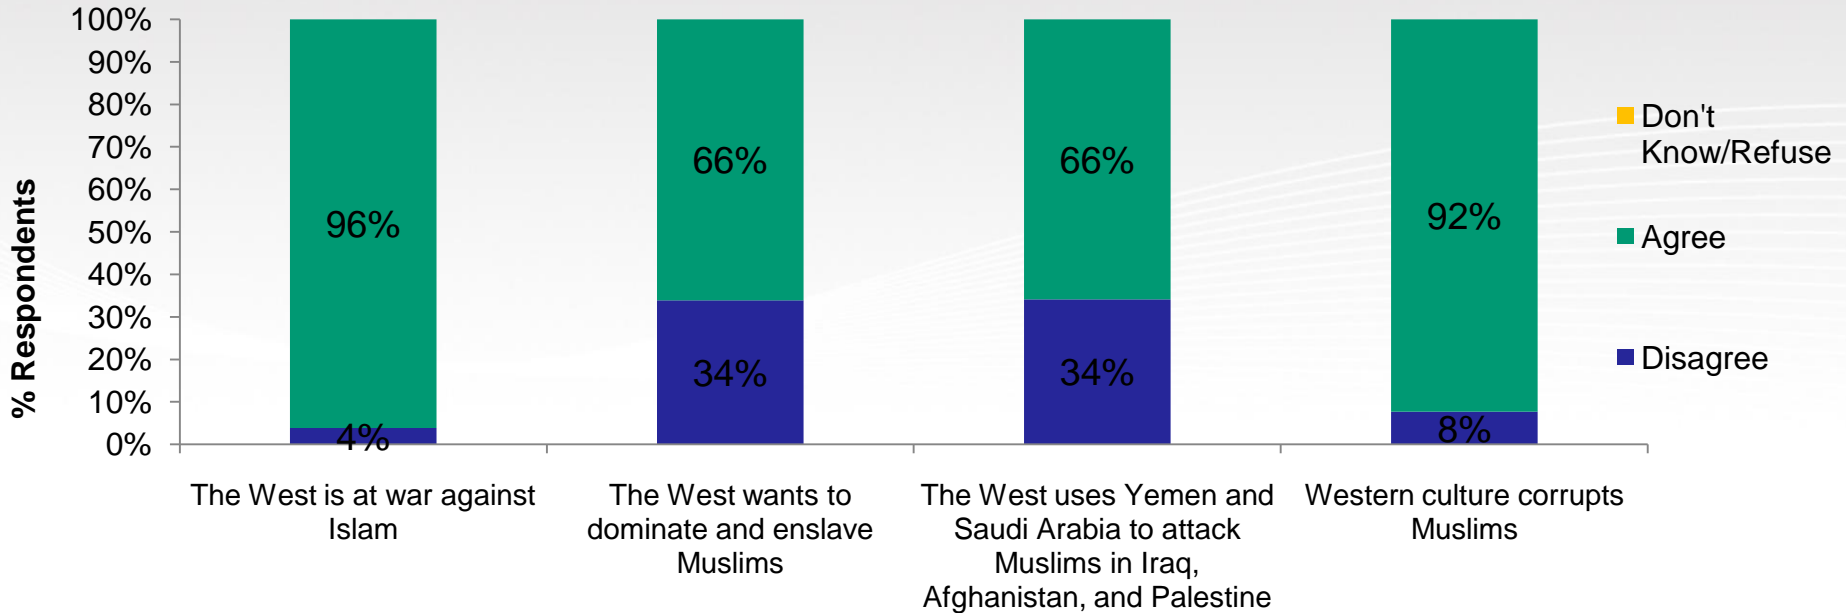 100%
90%
80%
70%
60%
50%
40%
30%
20%
10%
0%
% Respondents
96%
4%
66%
34%
66%
34%
92%
8%
The West is at war against
Islam
The West wants to
dominate and enslave
Muslims
The West uses Yemen and
Saudi Arabia to attack
Muslims in Iraq,
Afghanistan, and Palestine
Western culture corrupts
Muslims
Don't
Know/Refuse
Agree
Disagree